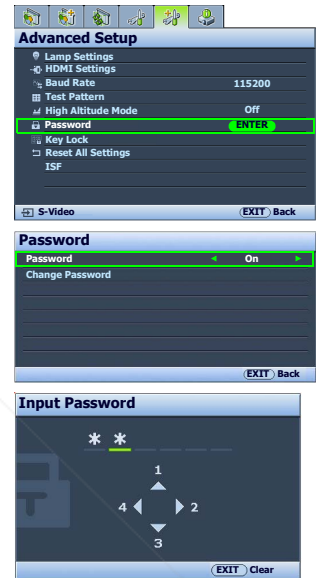 Advanced Setup
Lamp Settings
HDMI Settings
Baud Rate 115200
Test Pattern
High Altitude Mode Off
Password ENTER
Key Lock
Reset All Settings
ISF
S-Video EXIT Back
Password
Password On
Change Password
EXIT Back
Input Password
* *
1
4 2
3
EXIT Clear